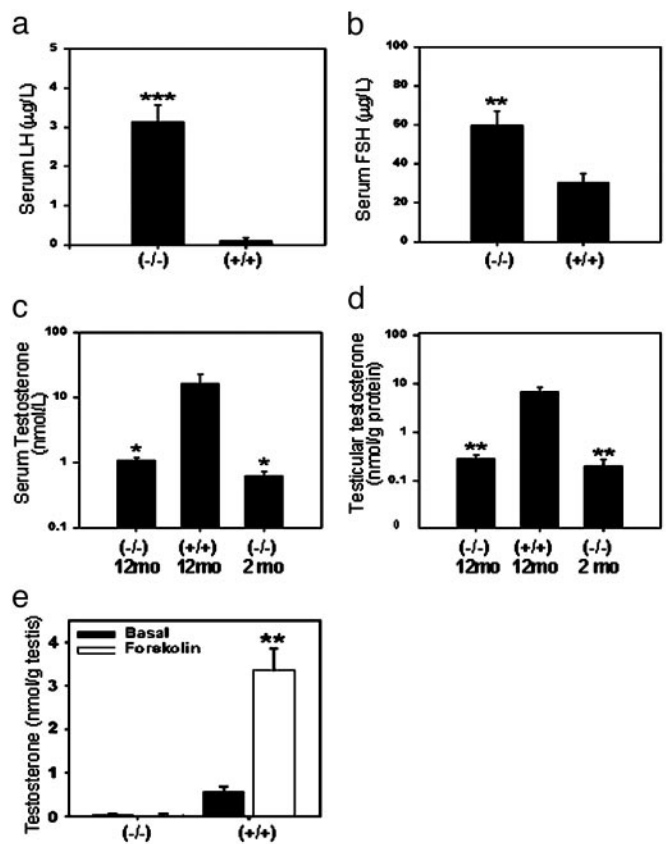 a
b
5
4
3
2
1
0
Serum LH (µg/L)
***
(-/-) (+/+)
100
80
60
40
20
0
Serum FSH (µg/L)
**
(-/-) (+/+)
c
d
100
10
1
0.1
Serum Testosterone
(nmol/L)
* *
(-/-) (+/+) (-/-)
12mo 12mo 2 mo
100
10
1
0.1
0
Testicular testosterone
(nmol/g protein)
** **
(-/-) (+/+) (-/-)
12mo 12mo 2 mo
e
Basal
Forskolin
**
4
3
2
1
0
Testosterone (nmol/g testis)
(-/-) (+/+)